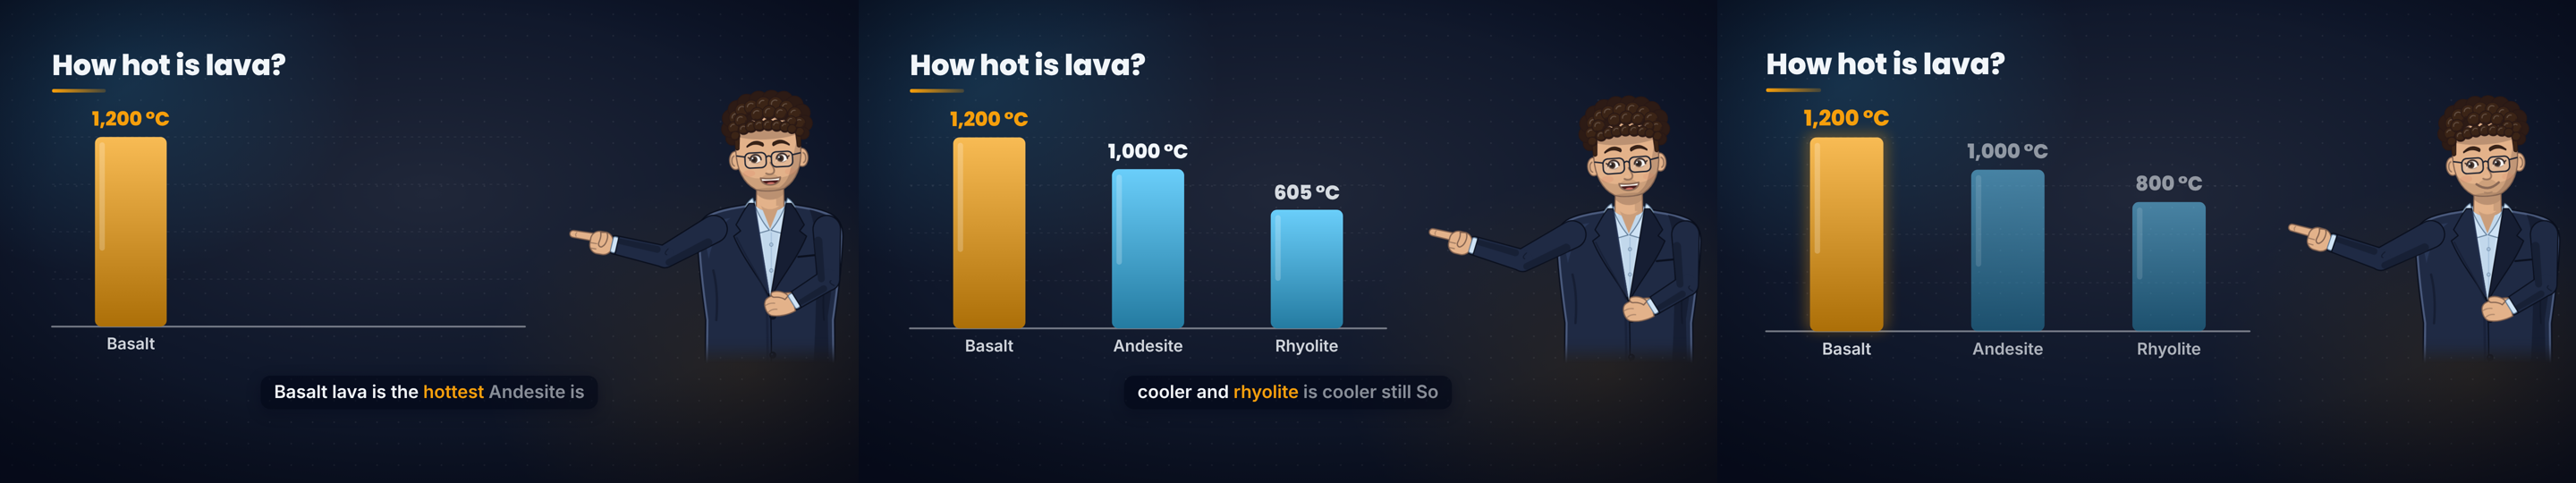 How hot is lava?
1,200 °C
Basalt
Basalt lava is the hottest Andesite is
How hot is lava?
1,200 °C
1,000 °C
605 °C
Basalt
Andesite
Rhyolite
cooler and rhyolite is cooler still So
How hot is lava?
1,200 °C
1,000 °C
800 °C
Basalt
Andesite
Rhyolite